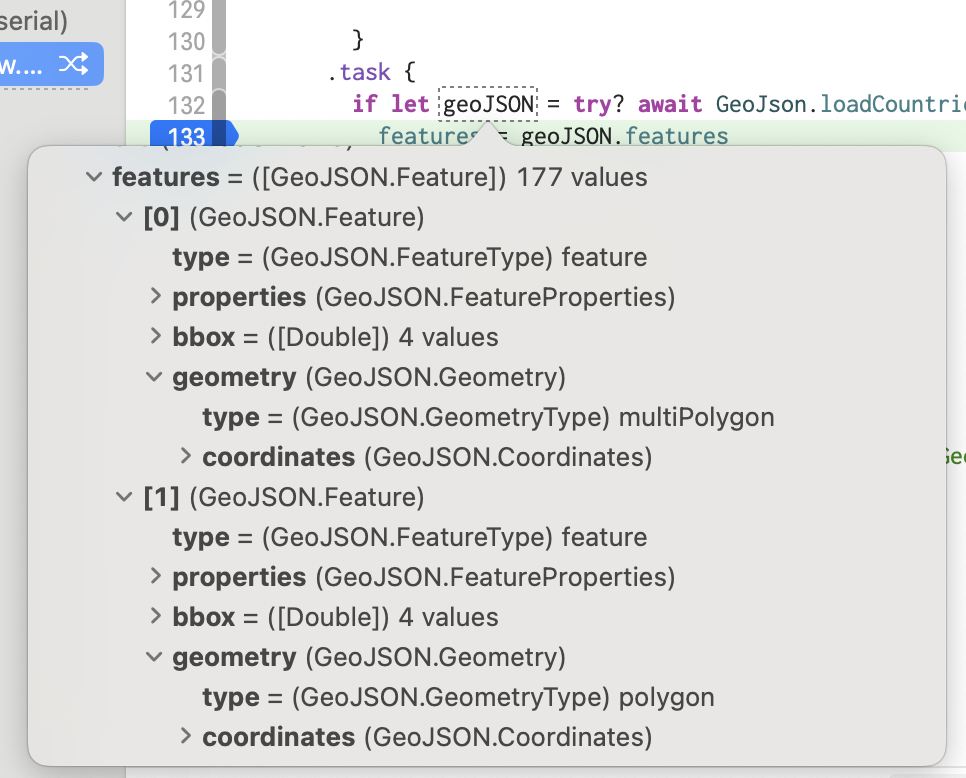 serial)
w....
129
130 }
131 .task {
132 if let geoJSON = try? await GeoJson.loadCountrie
133 features = geoJSON.features
features = ([GeoJSON.Feature]) 177 values
[0] (GeoJSON.Feature)
type = (GeoJSON.FeatureType) feature
properties (GeoJSON.FeatureProperties)
bbox = ([Double]) 4 values
geometry (GeoJSON.Geometry)
type = (GeoJSON.GeometryType) multiPolygon
coordinates (GeoJSON.Coordinates)
[1] (GeoJSON.Feature)
type = (GeoJSON.FeatureType) feature
properties (GeoJSON.FeatureProperties)
bbox = ([Double]) 4 values
geometry (GeoJSON.Geometry)
type = (GeoJSON.GeometryType) polygon
coordinates (GeoJSON.Coordinates)